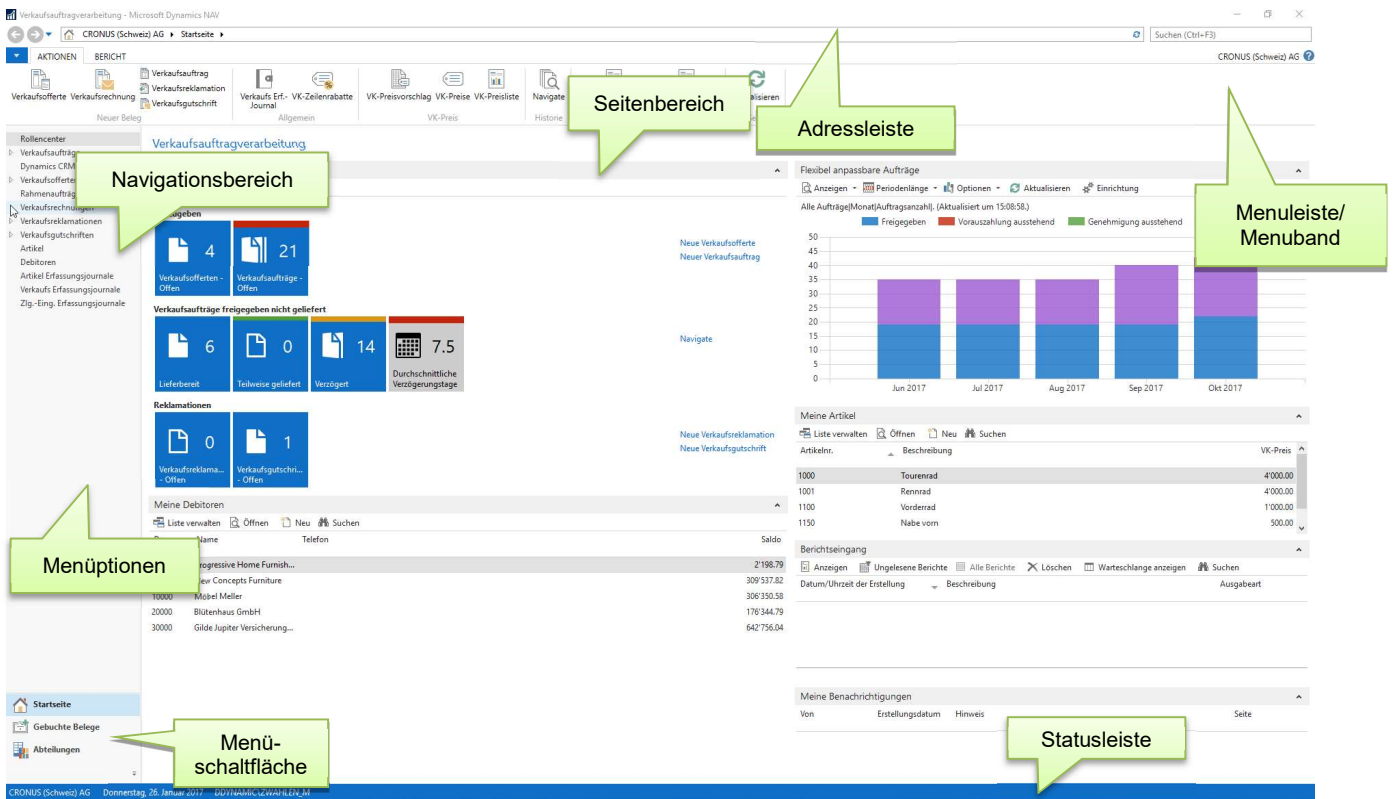 Verkaufsauftragverarbeitung - Microsoft Dynamics NAV
CRONUS (Schweiz) AG ▸ Startseite ▸
Suchen (Ctrl+F3)
AKTIONEN BERICHT
CRONUS (Schweiz) AG
Verkaufsofferte Verkaufsrechnung
Verkaufsauftrag
Verkaufsreklamation
Verkaufsgutschrift
Neuer Beleg
Verkaufs Erf.- Journal
VK-Zeilenrabatte
Allgemein
VK-Preisvorschlag VK-Preise VK-Preisliste
VK-Preis
Navigate
Historie
Seitenbereich
Adressleiste
Navigationsbereich
Menuleiste/
Menuband
Rollencenter
Verkaufsaufträge
Dynamics CRM
Verkaufsofferten
Verkaufsrechnungen
Verkaufsreklamationen
Verkaufsgutschriften
Artikel
Debitoren
Artikel Erfassungsjournale
Verkaufs Erfassungsjournale
Zlg.-Eing. Erfassungsjournale
Menüptionen
Startseite
Gebuchte Belege
Abteilungen
Menü-
schaltfläche
Verkaufsauftragverarbeitung
4
Verkaufsofferten -
Offen
21
Verkaufsaufträge -
Offen
Neue Verkaufsofferte
Neuer Verkaufsauftrag
Verkaufsaufträge freigegeben nicht geliefert
6
Lieferbereit
0
Teilweise geliefert
14
Verzögert
7.5
Durchschnittliche
Verzögerungstage
Navigate
Reklamationen
0
Verkaufsreklama...
- Offen
1
Verkaufsgutschri...
- Offen
Neue Verkaufsreklamation
Neue Verkaufsgutschrift
Meine Debitoren
Liste verwalten Öffnen Neu Suchen
Name Telefon Saldo
Progressive Home Furnish... 2'198.79
New Concepts Furniture 309'537.82
10000 Möbel Meller 306'350.58
20000 Blütenhaus GmbH 176'344.79
30000 Gilde Jupiter Versicherung... 642'756.04
Flexibel anpassbare Aufträge
Anzeigen Periodenlänge Optionen Aktualisieren Einrichtung
Alle Aufträge|Monat|Auftragsanzahl|. (Aktualisiert um 15:08:58.)
Freigegeben Vorauszahlung ausstehend Genehmigung ausstehend
50
45
40
35
30
25
20
15
10
5
0
Jun 2017 Jul 2017 Aug 2017 Sep 2017 Okt 2017
Meine Artikel
Liste verwalten Öffnen Neu Suchen
Artikelnr. Beschreibung VK-Preis
1000 Tourenrad 4'000.00
1001 Rennrad 4'000.00
1100 Vorderrad 1'000.00
1150 Nabe vorn 500.00
Berichtseingang
Anzeigen Ungelesene Berichte Alle Berichte Löschen Warteschlange anzeigen Suchen
Datum/Uhrzeit der Erstellung Beschreibung Ausgabeart
Meine Benachrichtigungen
Von Erstellungsdatum Hinweis Seite
Statusleiste
CRONUS (Schweiz) AG Donnerstag, 26. Januar 2017 DDYNAMIC\ZWAHLEN_M